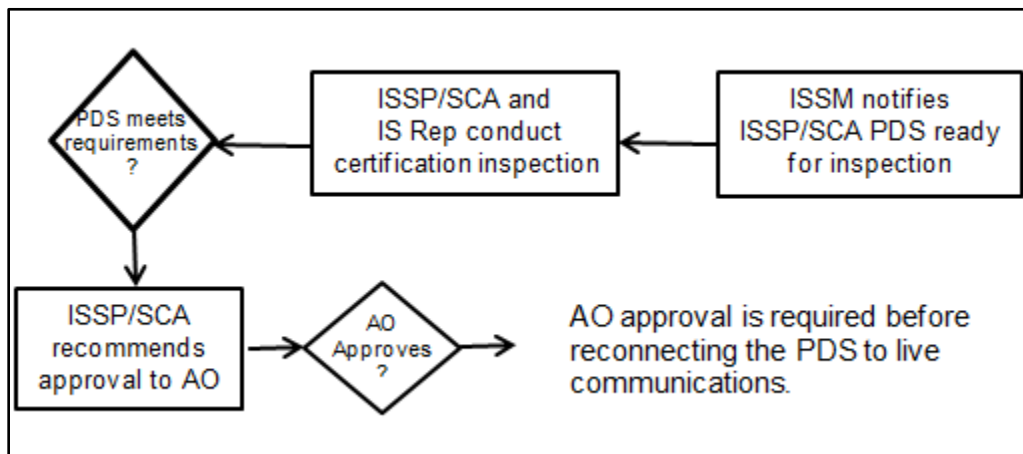 ISSM notifies
ISSP/SCA PDS ready
for inspection
ISSP/SCA and
IS Rep conduct
certification inspection
PDS meets
requirements
?
ISSP/SCA
recommends
approval to AO
AO
Approves
?
AO approval is required before
reconnecting the PDS to live
communications.